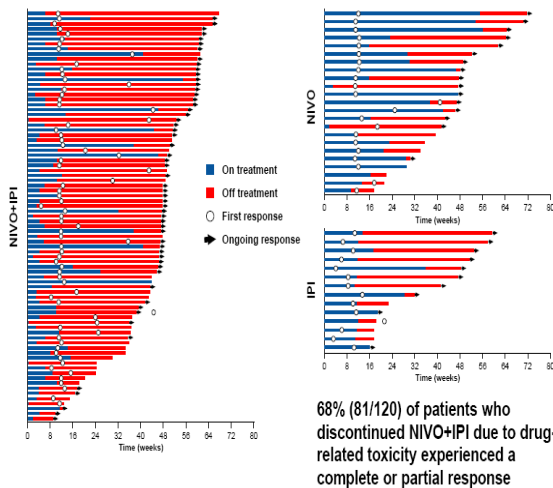 NIVO+IPI
0 8 16 24 32 40 48 56 64 72 80
Time (weeks)
On treatment
Off treatment
First response
Ongoing response
NIVO
0 8 16 24 32 40 48 56 64 72 80
Time (weeks)
IPI
0 8 16 24 32 40 48 56 64 72 80
Time (weeks)
68% (81/120) of patients who
discontinued NIVO+IPI due to drug-
related toxicity experienced a
complete or partial response